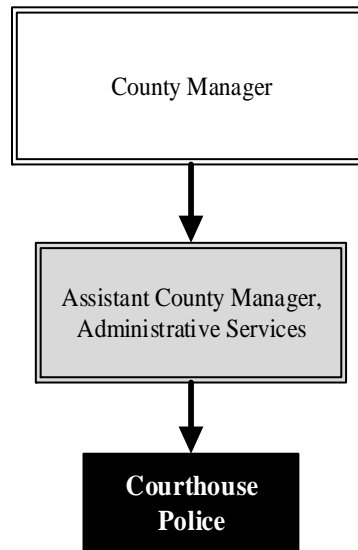 County Manager
Assistant County Manager,
Administrative Services
Courthouse
Police